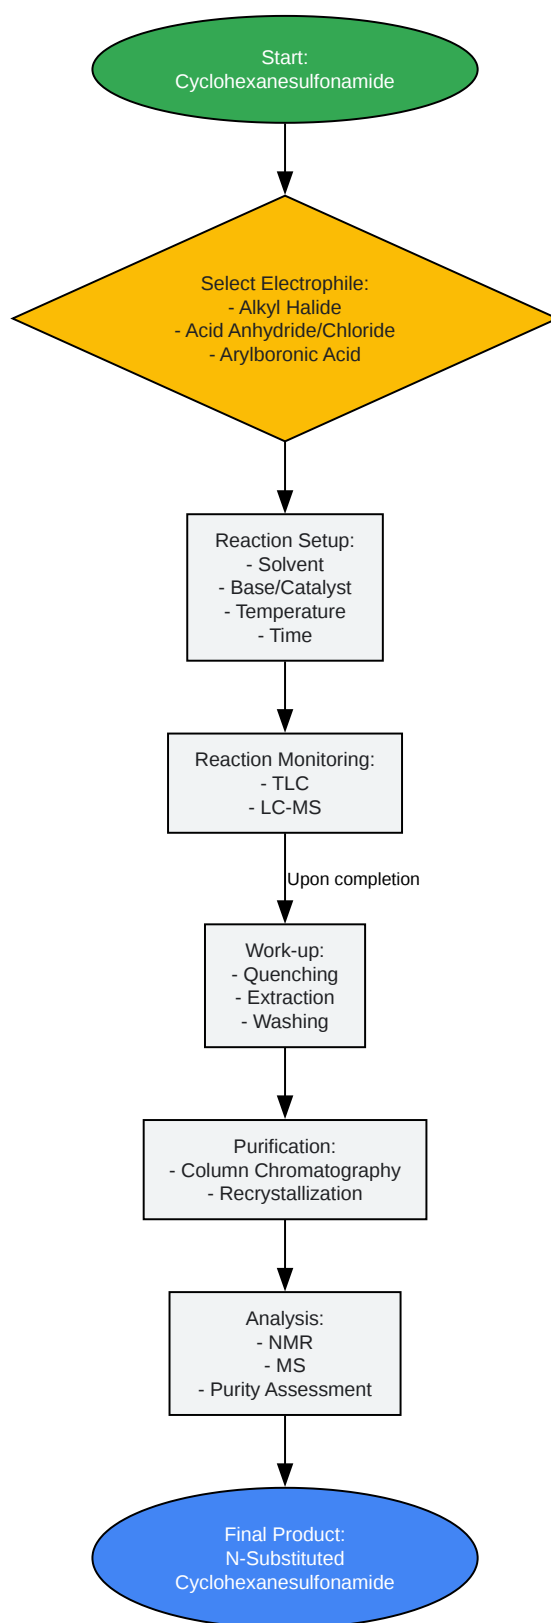 Start:
Cyclohexanesulfonamide
Select Electrophile:
- Alkyl Halide
- Acid Anhydride/Chloride
- Arylboronic Acid
Reaction Setup:
- Solvent
- Base/Catalyst
- Temperature
- Time
Reaction Monitoring:
- TLC
- LC-MS
Upon completion
Work-up:
- Quenching
- Extraction
- Washing
Purification:
- Column Chromatography
- Recrystallization
Analysis:
- NMR
- MS
- Purity Assessment
Final Product:
N-Substituted
Cyclohexanesulfonamide